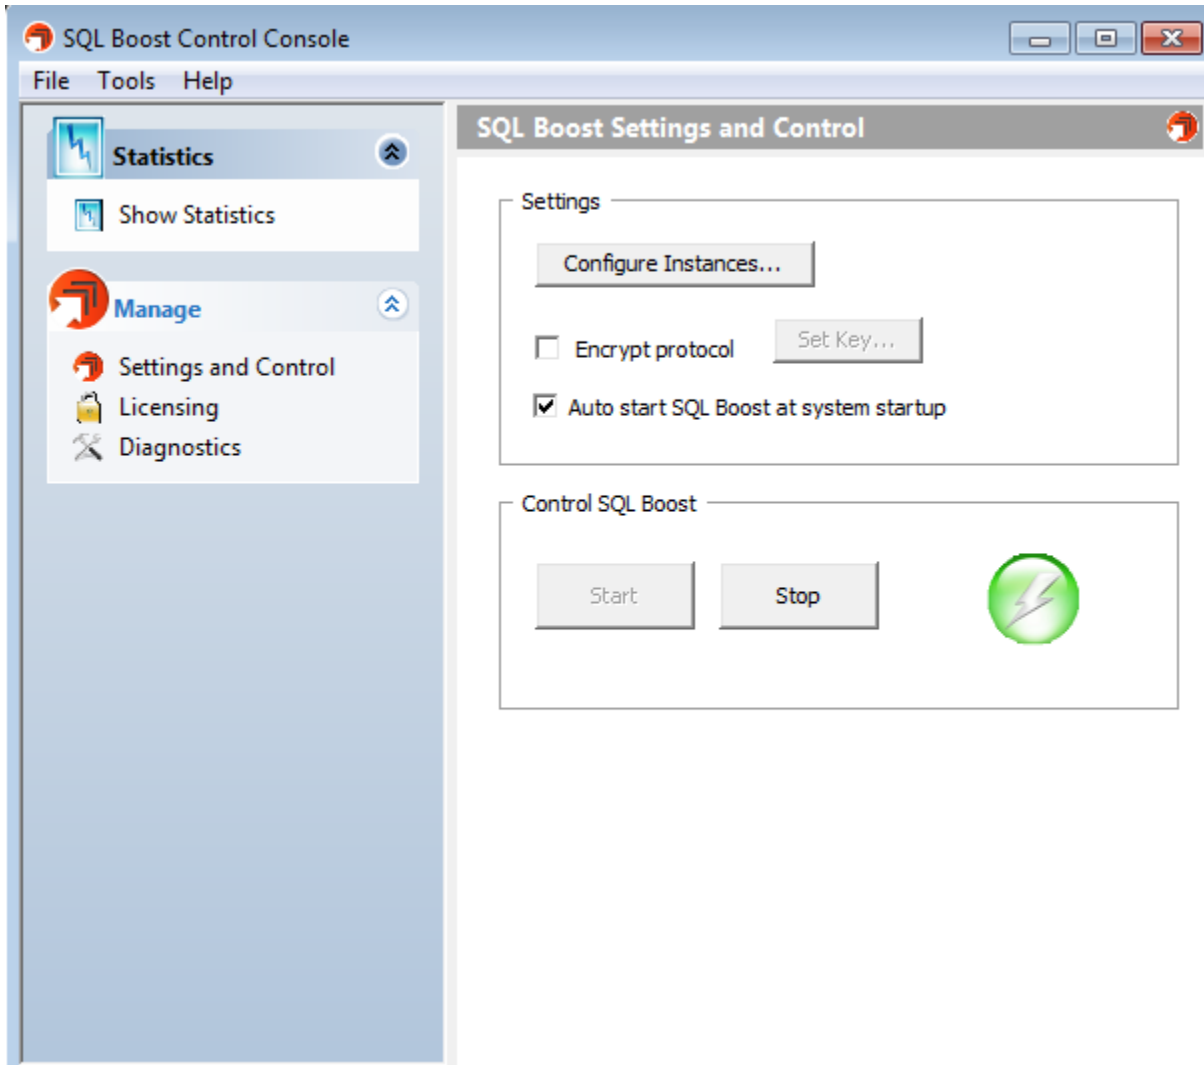 SQL Boost Control Console
File Tools Help
Statistics
Show Statistics
Manage
Settings and Control
Licensing
Diagnostics
SQL Boost Settings and Control
Settings
Configure Instances...
Encrypt protocol
Set Key...
Auto start SQL Boost at system startup
Control SQL Boost
Start Stop